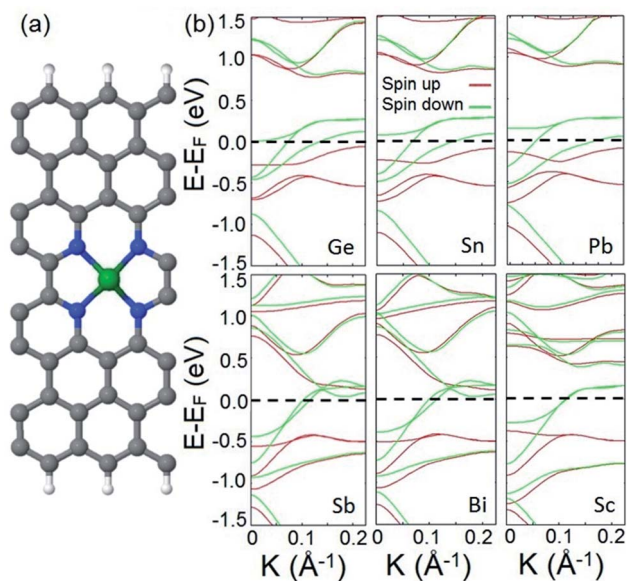 (a)
(b)
E-EF (eV)
1.5
1.0
0.5
0.0
-0.5
-1.0
-1.5
Spin up
Spin down
Ge
Sn
Pb
E-EF (eV)
1.5
1.0
0.5
0.0
-0.5
-1.0
-1.5
Sb
Bi
Sc
0 0.1 0.2
0 0.1 0.2
0 0.1 0.2
K (Å-1)
K (Å-1)
K (Å-1)